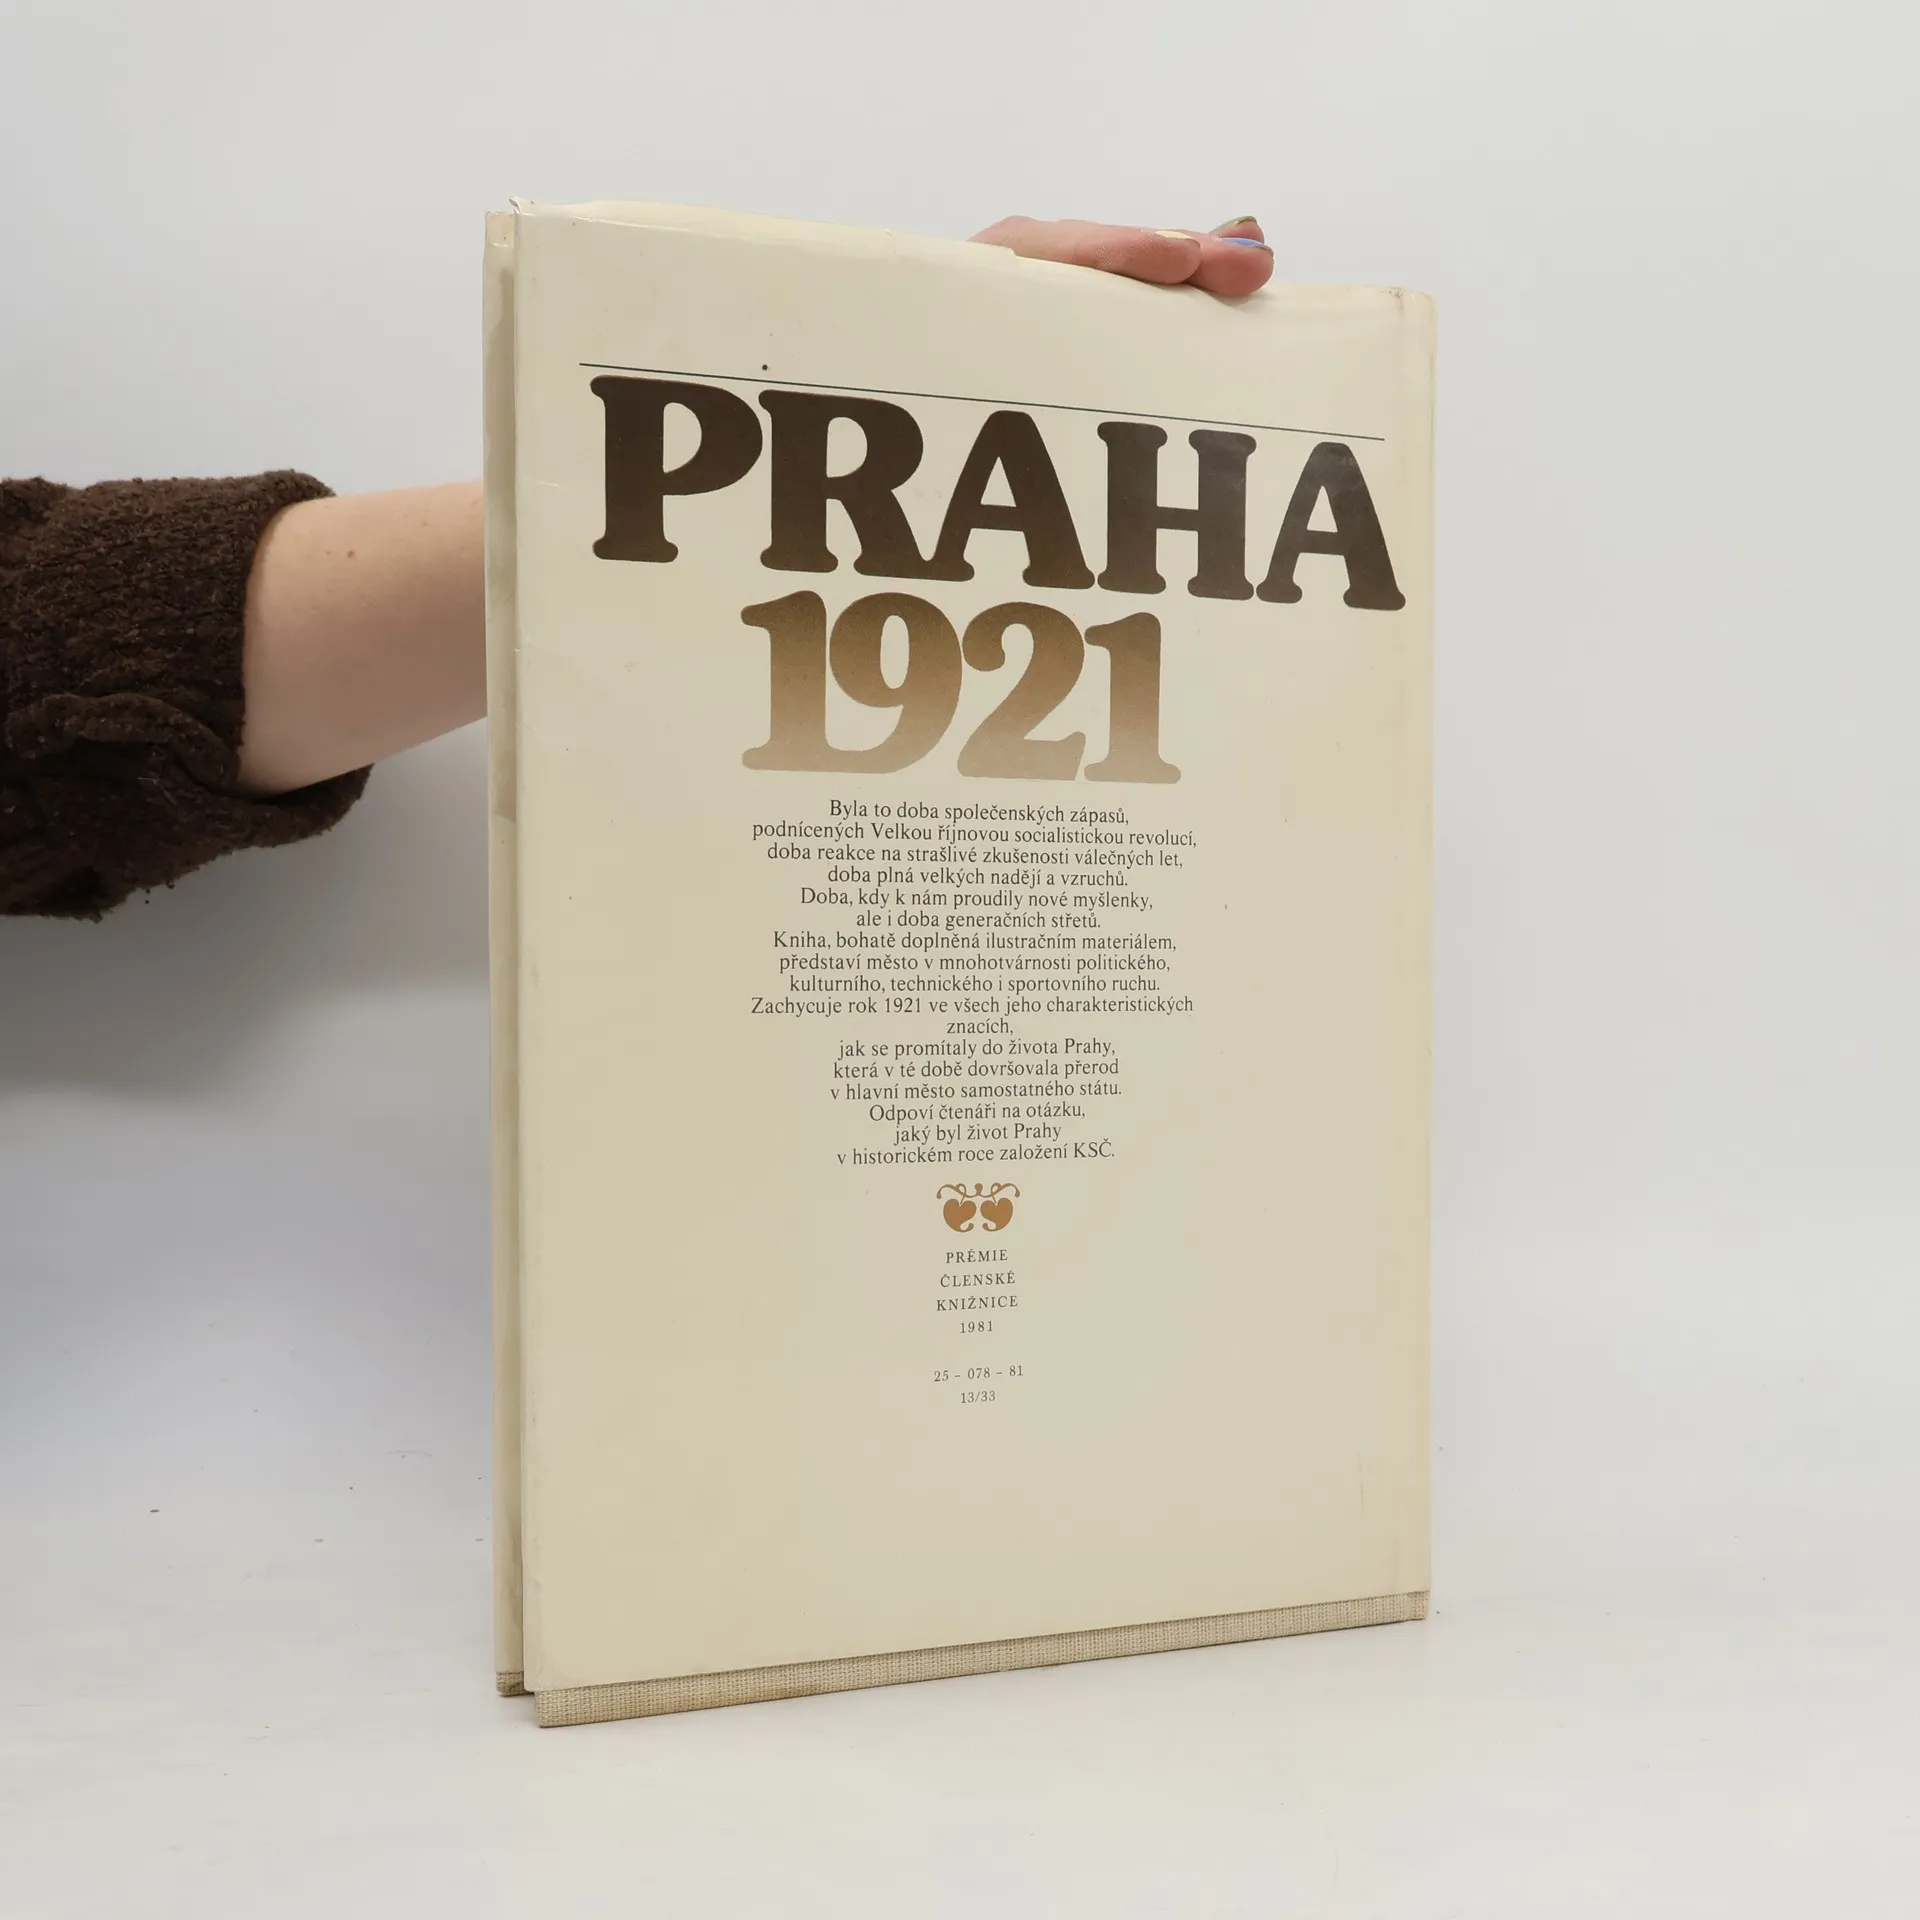 PRAHA
1921
Byla to doba společenských zápasů,
podnícených Velkou říjnovou socialistickou revolucí,
doba reakce na strašlivé zkušenosti válečných let,
doba plná velkých nadějí a vzruchů.
Doba, kdy k nám proudily nové myšlenky,
ale i doba generačních střetů.
Kniha, bohatě doplněná ilustračním materiálem,
představí město v mnohotvárnosti politického,
kulturního, technického i sportovního ruchu.
Zachycuje rok 1921 ve všech jeho charakteristických
znacích,
jak se promítaly do života Prahy,
která v té době dovršovala přerod
v hlavní město samostatného státu.
Odpoví čtenáři na otázku,
jaký byl život Prahy
v historickém roce založení KSČ.
PRÉMIE
ČLENSKÉ
KNIŽNICE
1981
25 – 078 – 81
13/33